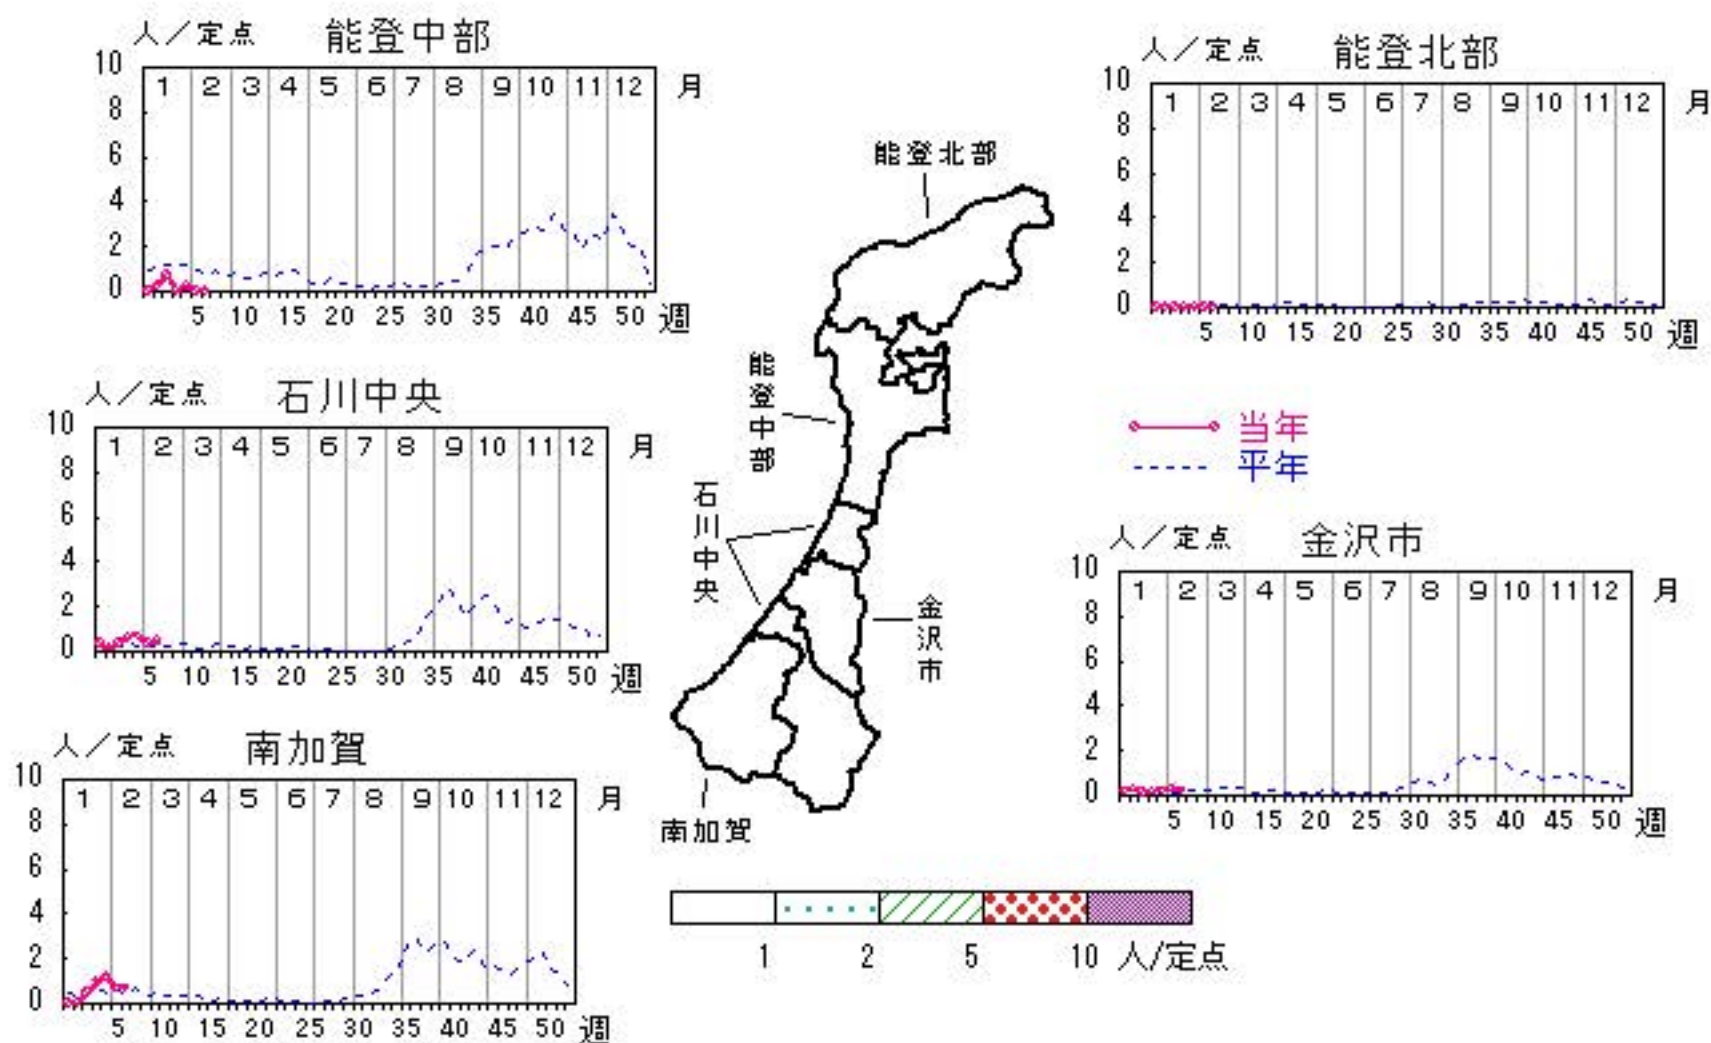 人／定点 能登中部
10 8 6 4 2 0
1 2 3 4 5 6 7 8 9 10 11 12 月
5 10 15 20 25 30 35 40 45 50 週
人／定点 能登北部
10 8 6 4 2 0
1 2 3 4 5 6 7 8 9 10 11 12 月
5 10 15 20 25 30 35 40 45 50 週
人／定点 石川中央
10 8 6 4 2 0
1 2 3 4 5 6 7 8 9 10 11 12 月
5 10 15 20 25 30 35 40 45 50 週
当年
平年
人／定点 金沢市
10 8 6 4 2 0
1 2 3 4 5 6 7 8 9 10 11 12 月
5 10 15 20 25 30 35 40 45 50 週
人／定点 南加賀
10 8 6 4 2 0
1 2 3 4 5 6 7 8 9 10 11 12 月
5 10 15 20 25 30 35 40 45 50 週
能登北部
能登中部
石川中央
金沢市
南加賀
1 2 5 10 人/定点